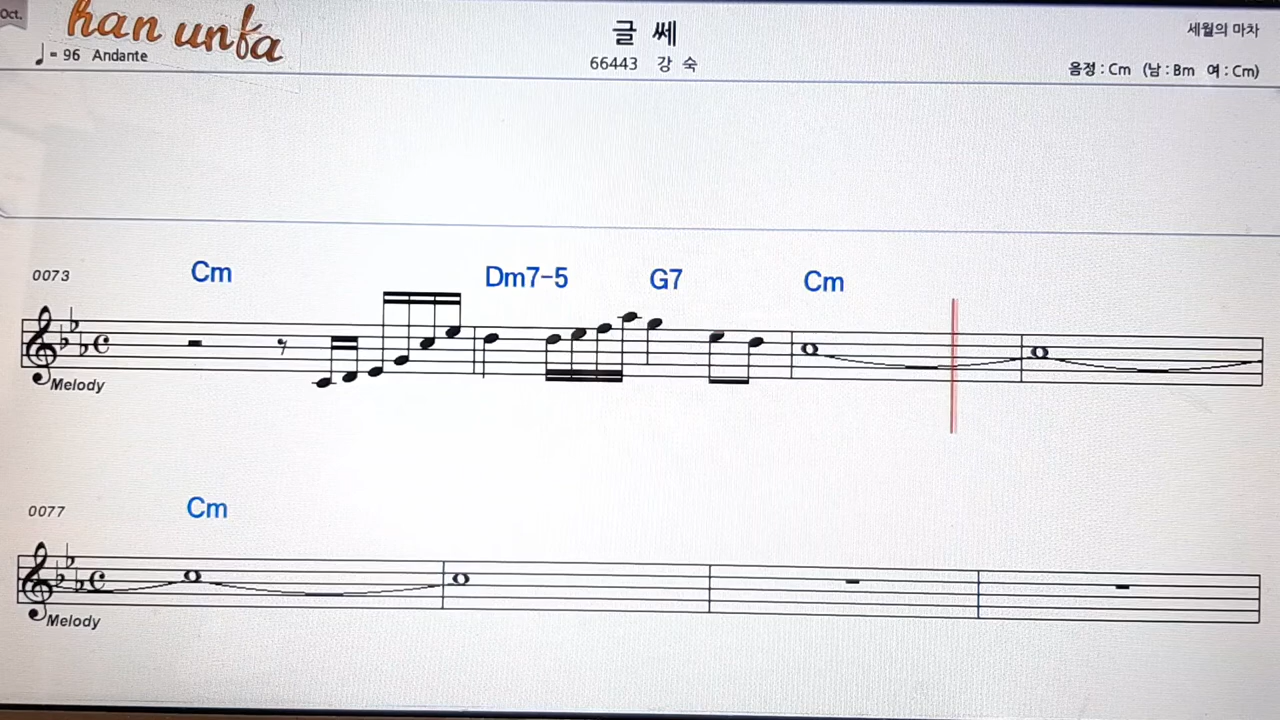 Oct.
han unfa
글 쎄
세월의 마차
♩= 96 Andante
66443 강 숙
음정 : Cm (남 : Bm 여 : Cm)
0073 Cm Dm7-5 G7 Cm
Melody
0077 Cm
Melody